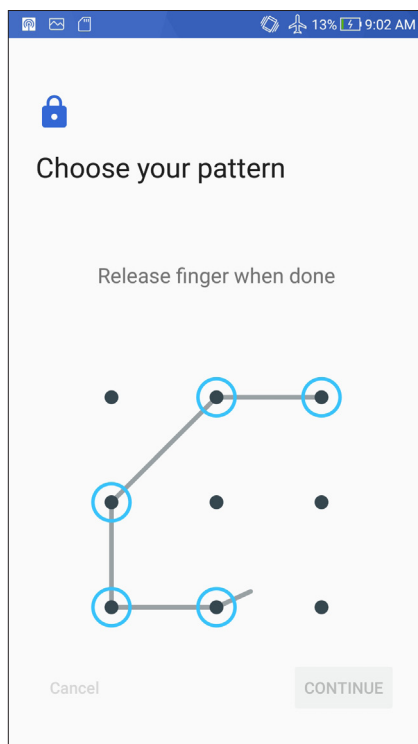 13% 9:02 AM
Choose your pattern
Release finger when done
Cancel CONTINUE